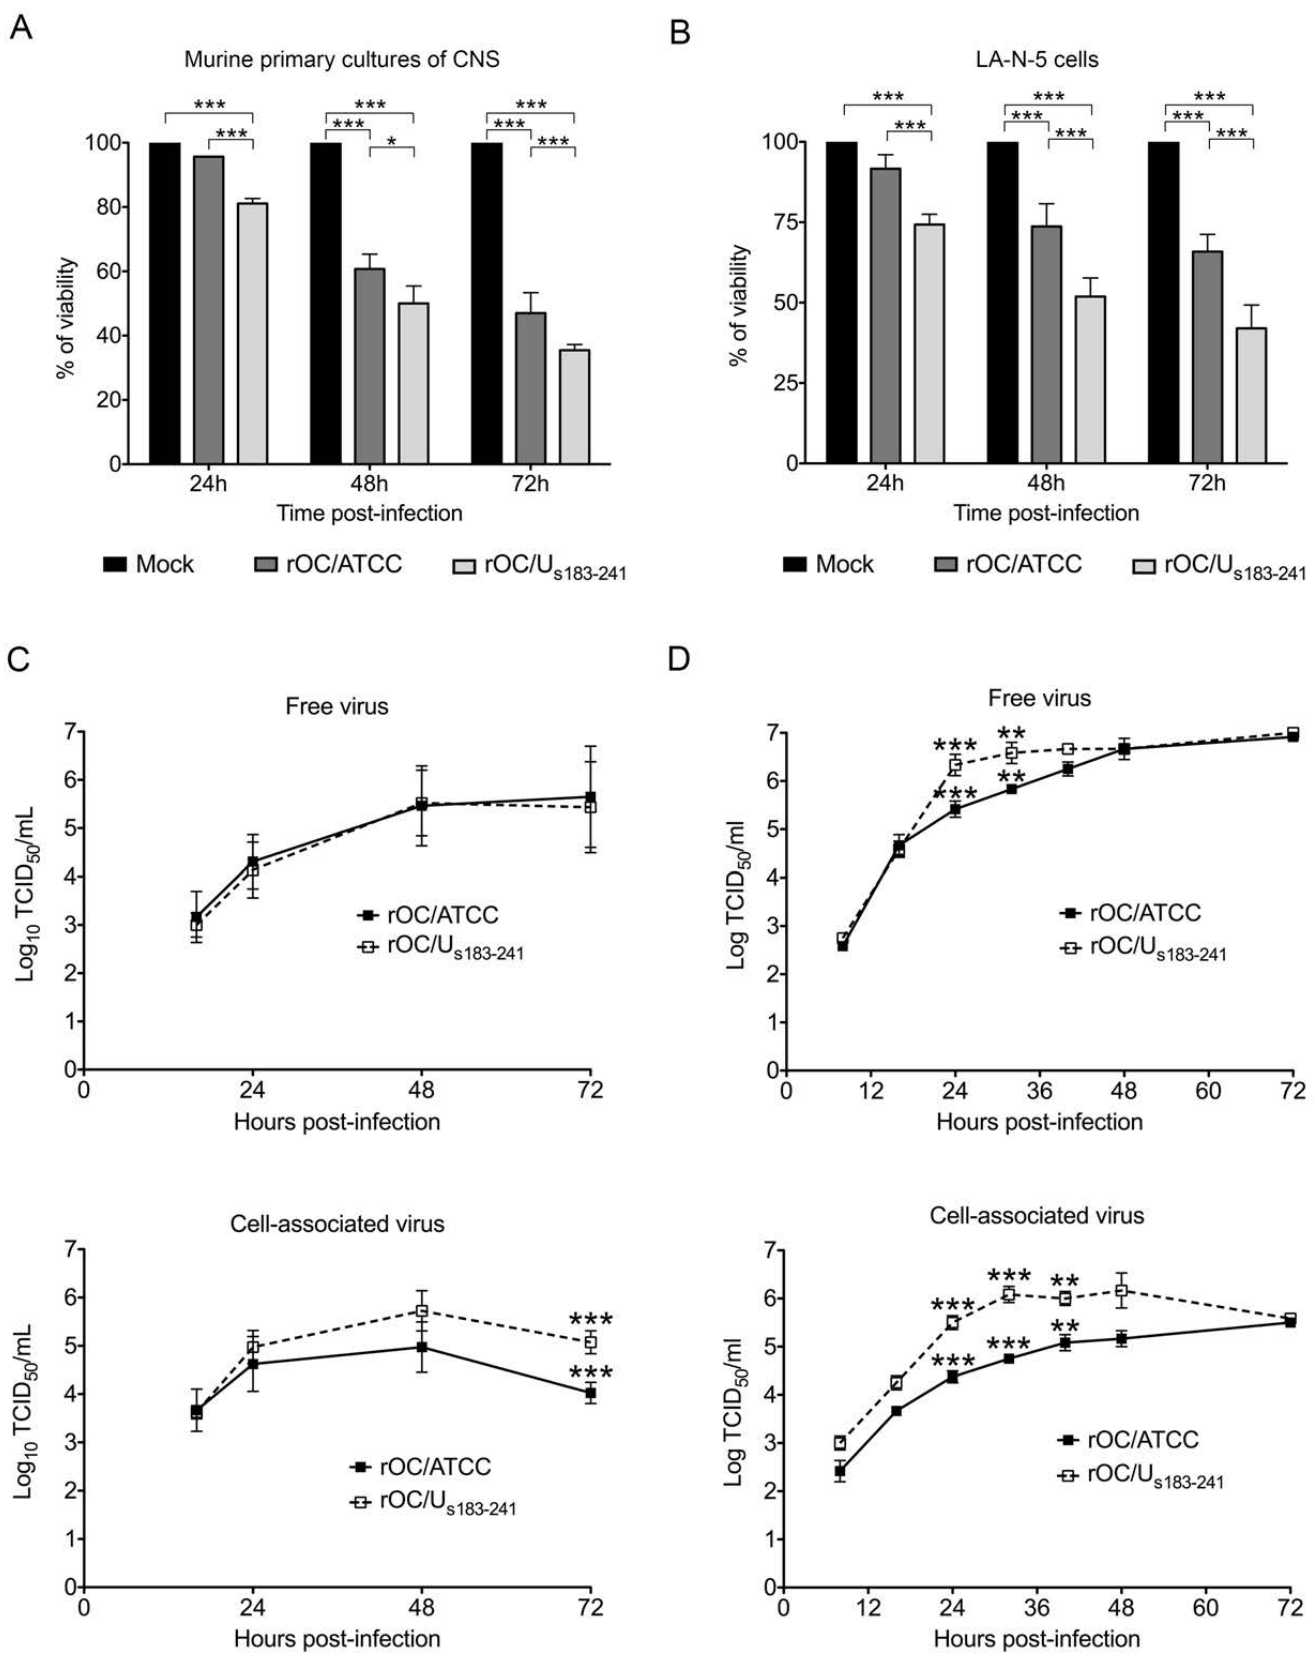 A
Murine primary cultures of CNS
*** *** ***
*** *** *** * ***
100
80
60
40
20
0
% of viability
24h 48h 72h
Time post-infection
Mock rOC/ATCC rOC/Us183-241
B
LA-N-5 cells
*** *** ***
*** *** *** *** ***
100
75
50
25
0
% of viability
24h 48h 72h
Time post-infection
Mock rOC/ATCC rOC/Us183-241
C
Free virus
7
6
5
4
3
2
1
0
Log10 TCID50/mL
rOC/ATCC
rOC/Us183-241
0 24 48 72
Hours post-infection
Cell-associated virus
7
6
5
4
3
2
1
0
Log10 TCID50/mL
***
***
rOC/ATCC
rOC/Us183-241
0 24 48 72
Hours post-infection
D
Free virus
7
6
5
4
3
2
1
0
Log TCID50/ml
*** **
*** **
rOC/ATCC
rOC/Us183-241
0 12 24 36 48 60 72
Hours post-infection
Cell-associated virus
7
6
5
4
3
2
1
0
Log TCID50/ml
*** *** **
*** *** **
rOC/ATCC
rOC/Us183-241
0 12 24 36 48 60 72
Hours post-infection